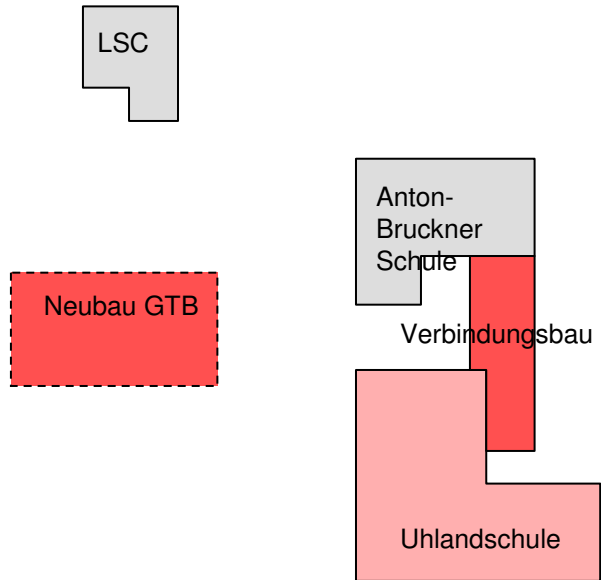 LSC
Anton-
Bruckner
Schule
Neubau GTB
Verbindungsbau
Uhlandschule